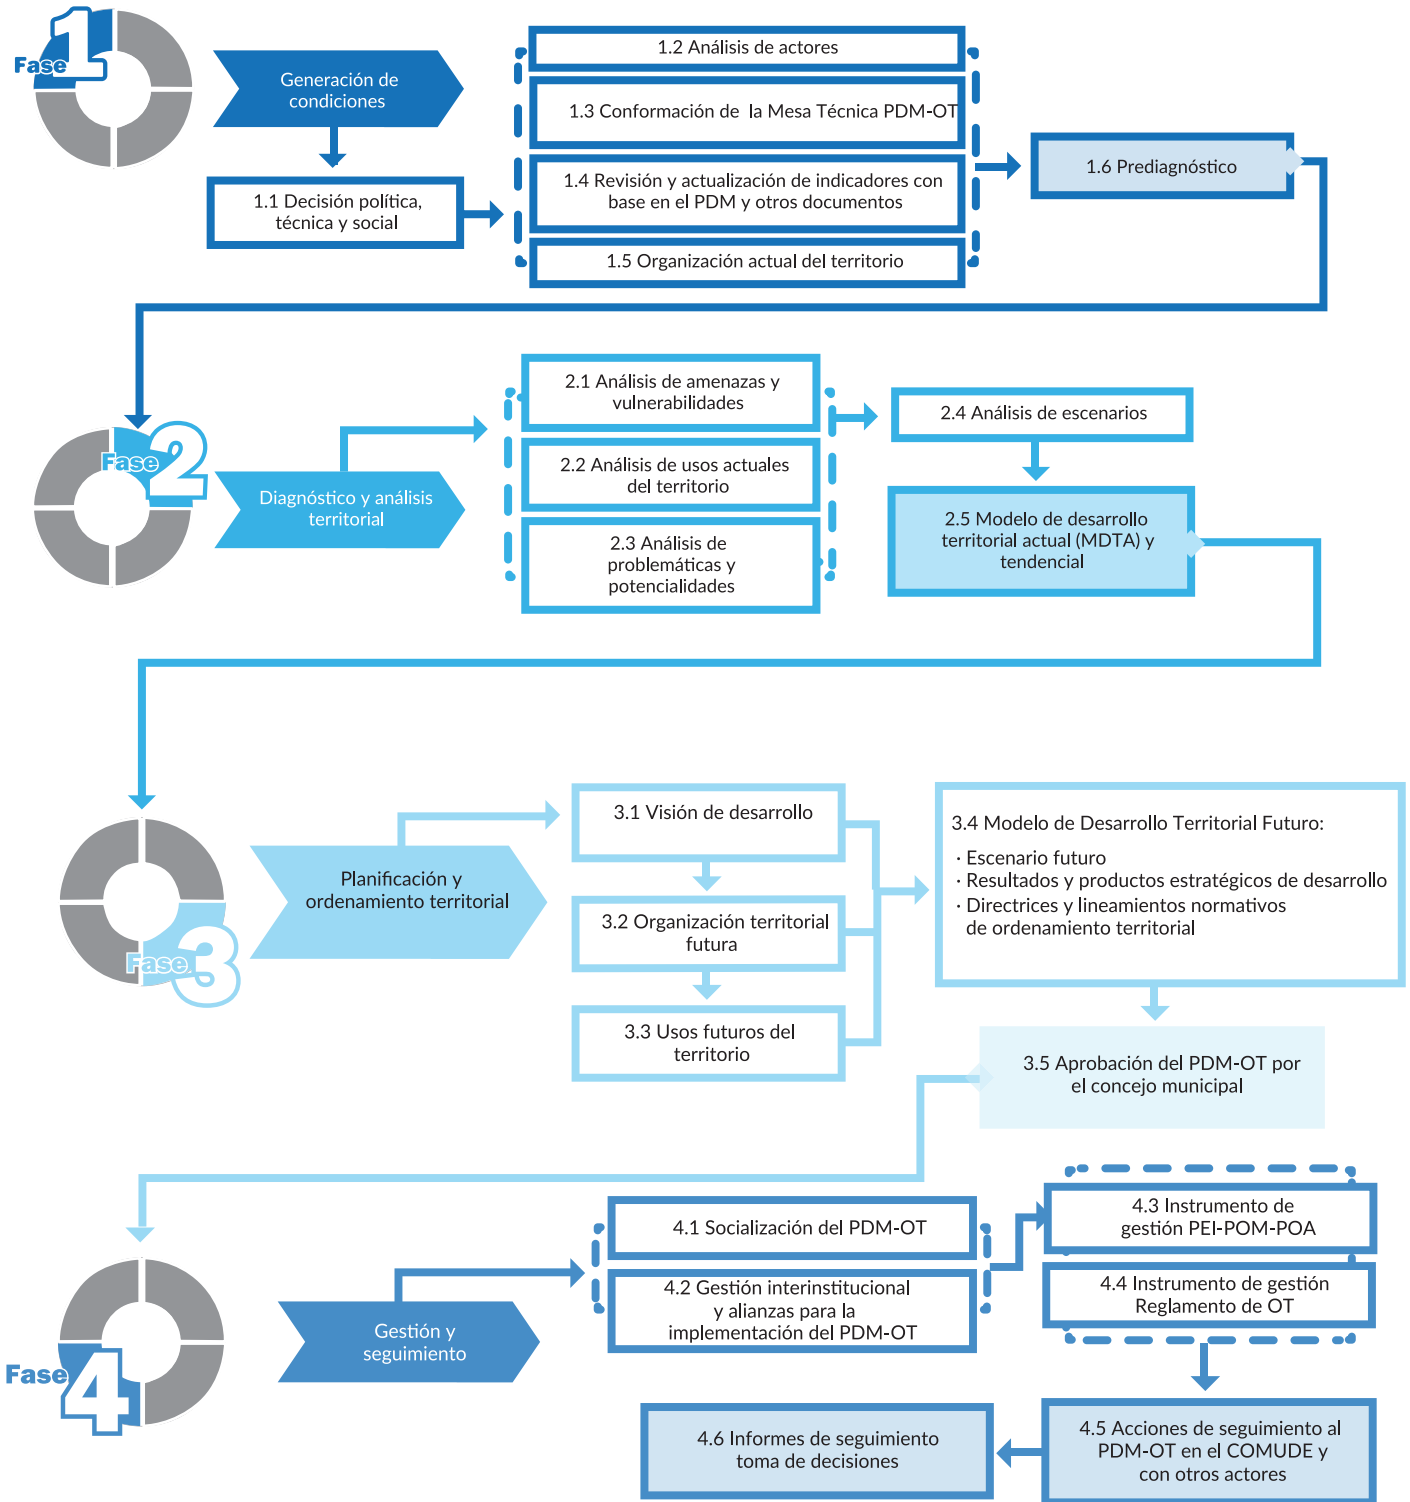 Fase 1
Generación de
condiciones
1.1 Decisión política,
técnica y social
1.2 Análisis de actores
1.3 Conformación de la Mesa Técnica PDM-OT
1.4 Revisión y actualización de indicadores con
base en el PDM y otros documentos
1.5 Organización actual del territorio
1.6 Prediagnóstico
Fase 2
Diagnóstico y análisis
territorial
2.1 Análisis de amenazas y
vulnerabilidades
2.2 Análisis de usos actuales
del territorio
2.3 Análisis de
problemáticas y
potencialidades
2.4 Análisis de escenarios
2.5 Modelo de desarrollo
territorial actual (MDTA) y
tendencial
Fase 3
Planificación y
ordenamiento territorial
3.1 Visión de desarrollo
3.2 Organización territorial
futura
3.3 Usos futuros del
territorio
3.4 Modelo de Desarrollo Territorial Futuro:
· Escenario futuro
· Resultados y productos estratégicos de desarrollo
· Directrices y lineamientos normativos
de ordenamiento territorial
3.5 Aprobación del PDM-OT por
el concejo municipal
Fase 4
Gestión y
seguimiento
4.1 Socialización del PDM-OT
4.2 Gestión interinstitucional
y alianzas para la
implementación del PDM-OT
4.3 Instrumento de
gestión PEI-POM-POA
4.4 Instrumento de gestión
Reglamento de OT
4.5 Acciones de seguimiento al
PDM-OT en el COMUDE y
con otros actores
4.6 Informes de seguimiento
toma de decisiones